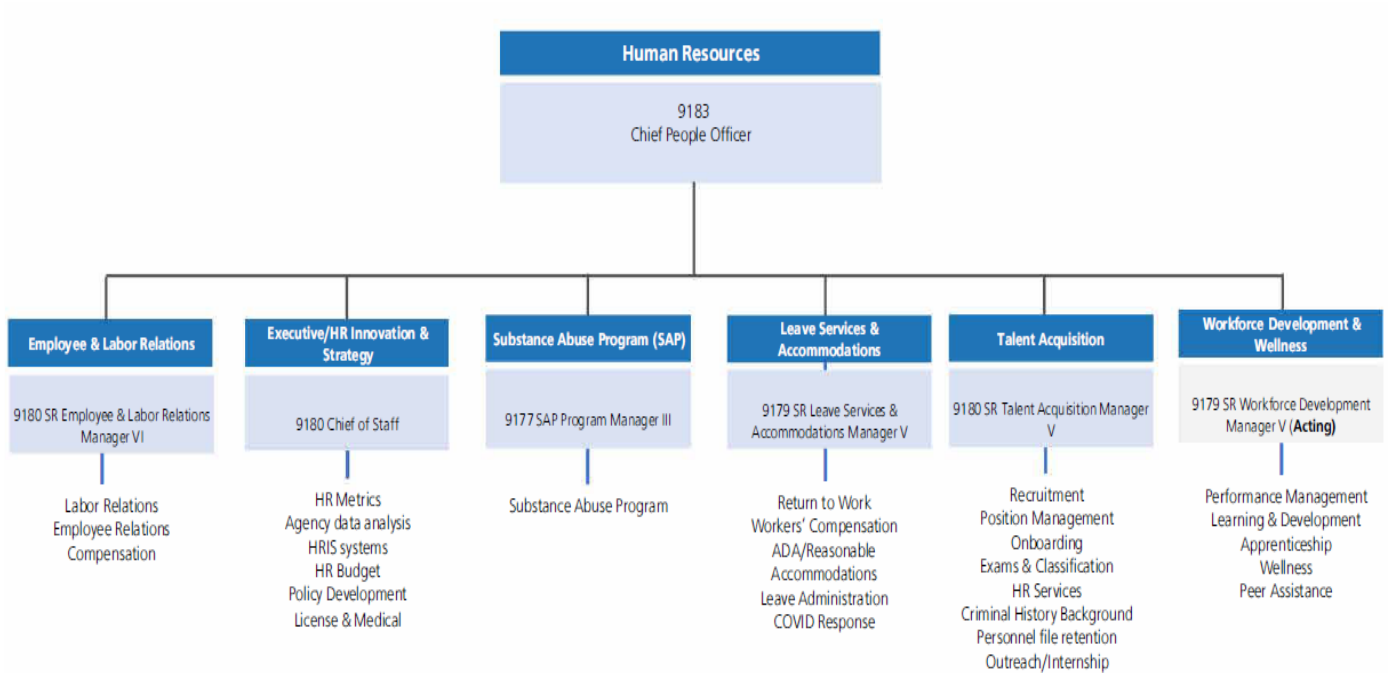 Human Resources
9183
Chief People Officer
Employee & Labor Relations
9180 SR Employee & Labor Relations
Manager VI
Labor Relations
Employee Relations
Compensation
Executive/HR Innovation &
Strategy
9180 Chief of Staff
HR Metrics
Agency data analysis
HRIS systems
HR Budget
Policy Development
License & Medical
Substance Abuse Program (SAP)
9177 SAP Program Manager III
Substance Abuse Program
Leave Services &
Accommodations
9179 SR Leave Services &
Accommodations Manager V
Return to Work
Workers’ Compensation
ADA/Reasonable
Accommodations
Leave Administration
COVID Response
Talent Acquisition
9180 SR Talent Acquisition Manager
V
Recruitment
Position Management
Onboarding
Exams & Classification
HR Services
Criminal History Background
Personnel file retention
Outreach/Internship
Workforce Development &
Wellness
9179 SR Workforce Development
Manager V (Acting)
Performance Management
Learning & Development
Apprenticeship
Wellness
Peer Assistance